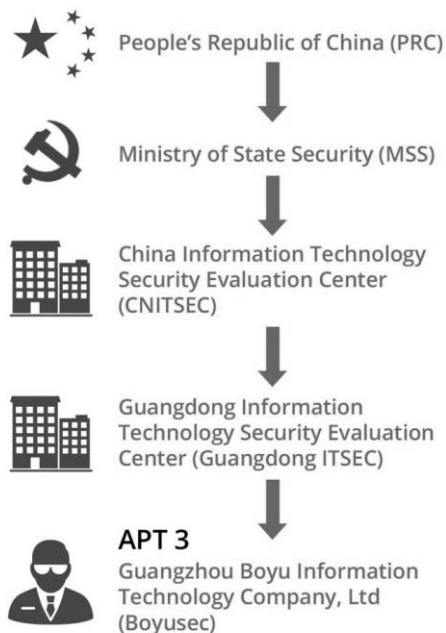 People’s Republic of China (PRC)
Ministry of State Security (MSS)
China Information Technology
Security Evaluation Center
(CNITSEC)
Guangdong Information
Technology Security Evaluation
Center (Guangdong ITSEC)
APT 3
Guangzhou Boyu Information
Technology Company, Ltd
(Boyusec)